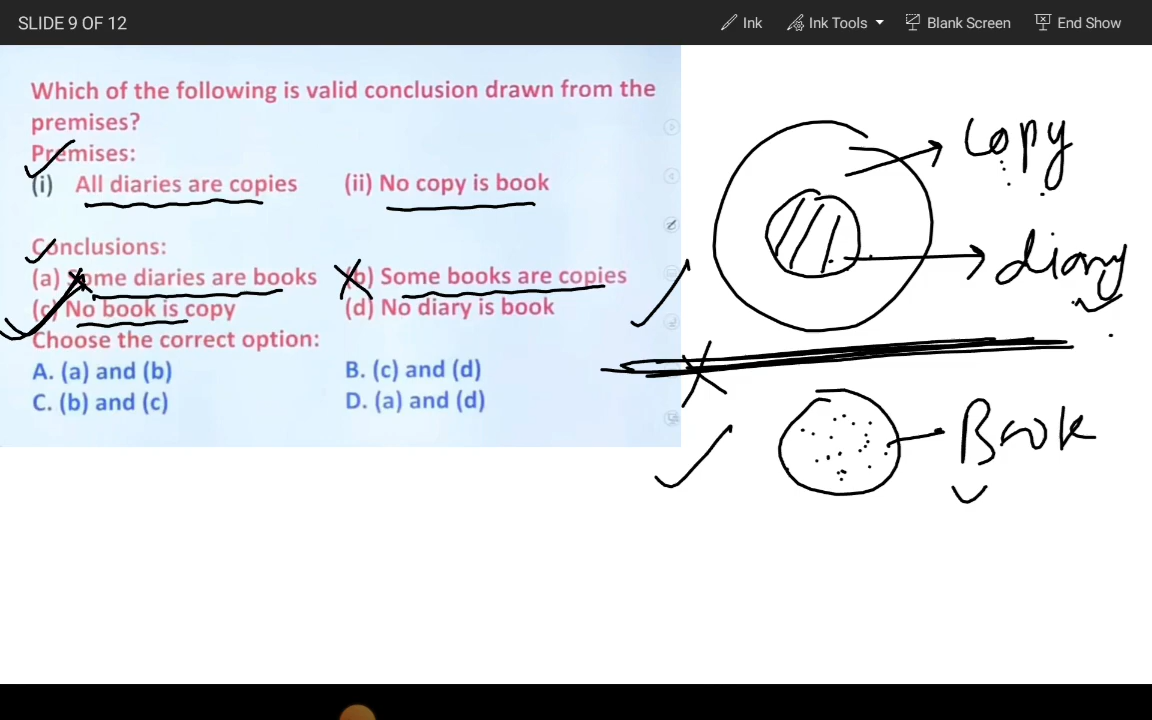 SLIDE 9 OF 12 Ink Ink Tools Blank Screen End Show
Which of the following is valid conclusion drawn from the
premises?
Premises:
(i) All diaries are copies (ii) No copy is book
Conclusions:
(a) Some diaries are books (b) Some books are copies
(c) No book is copy (d) No diary is book
Choose the correct option:
A. (a) and (b) B. (c) and (d)
C. (b) and (c) D. (a) and (d)
Copy
diary
Book